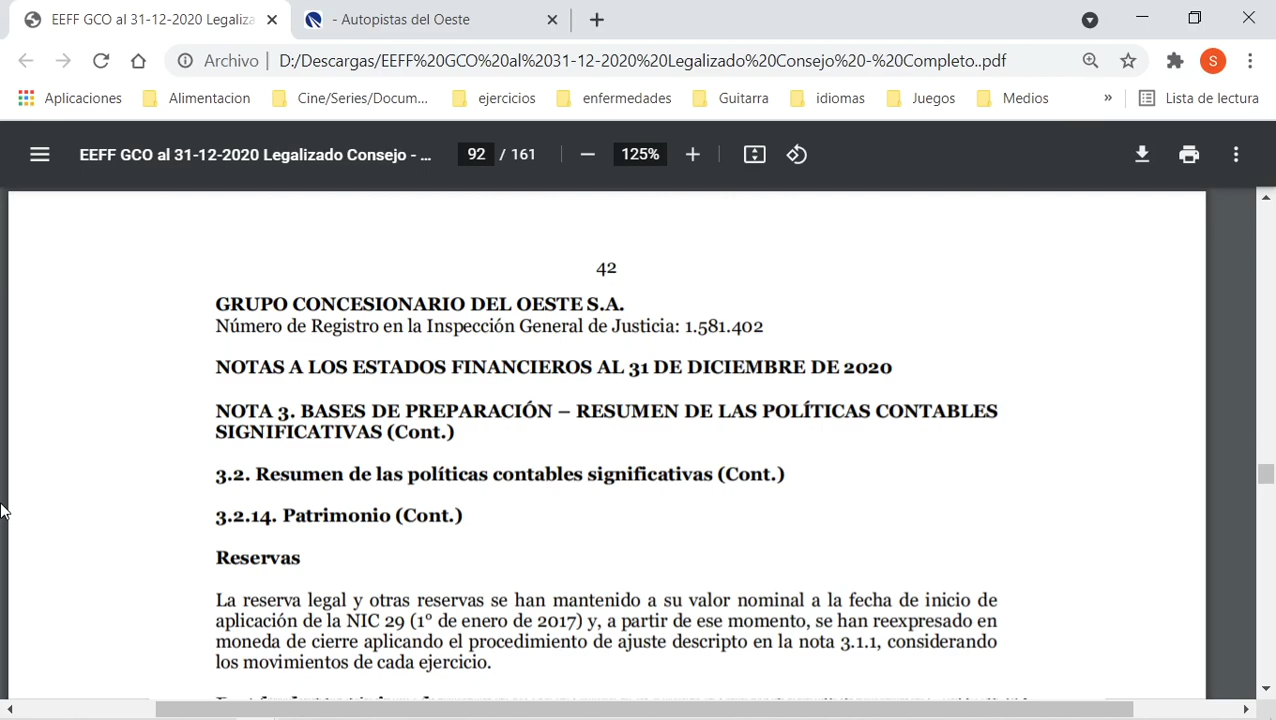 EEFF GCO al 31-12-2020 Legaliza
- Autopistas del Oeste
Archivo
D:/Descargas/EEFF%20GCO%20al%2031-12-2020%20Legalizado%20Consejo%20-%20Completo..pdf
S
Aplicaciones
Alimentacion
Cine/Series/Docum...
ejercicios
enfermedades
Guitarra
idiomas
Juegos
Medios
»
Lista de lectura
EEFF GCO al 31-12-2020 Legalizado Consejo - ...
92 / 161
125%
42
GRUPO CONCESIONARIO DEL OESTE S.A.
Número de Registro en la Inspección General de Justicia: 1.581.402
NOTAS A LOS ESTADOS FINANCIEROS AL 31 DE DICIEMBRE DE 2020
NOTA 3. BASES DE PREPARACIÓN – RESUMEN DE LAS POLÍTICAS CONTABLES
SIGNIFICATIVAS (Cont.)
3.2. Resumen de las políticas contables significativas (Cont.)
3.2.14. Patrimonio (Cont.)
Reservas
La reserva legal y otras reservas se han mantenido a su valor nominal a la fecha de inicio de
aplicación de la NIC 29 (1° de enero de 2017) y, a partir de ese momento, se han reexpresado en
moneda de cierre aplicando el procedimiento de ajuste descripto en la nota 3.1.1, considerando
los movimientos de cada ejercicio.